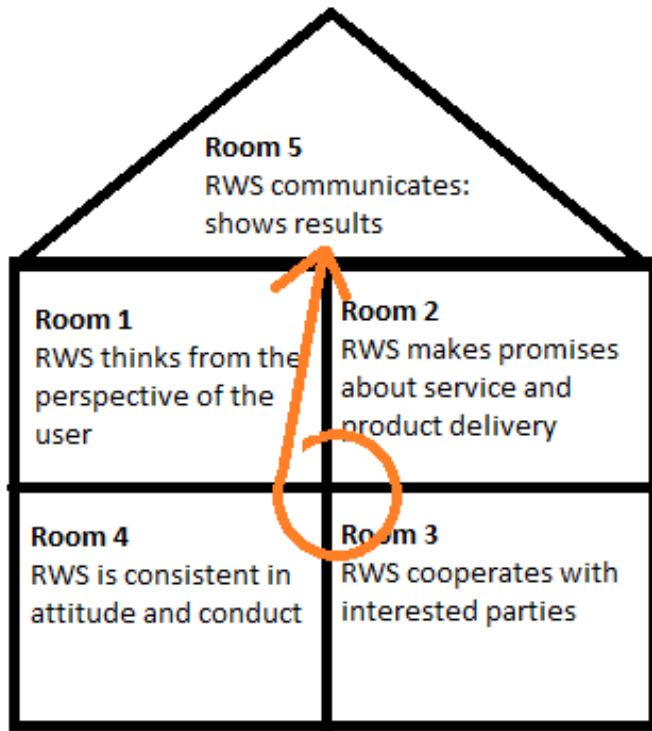 Room 5
RWS communicates:
shows results
Room 1
RWS thinks from the
perspective of the
user
Room 2
RWS makes promises
about service and
product delivery
Room 4
RWS is consistent in
attitude and conduct
Room 3
RWS cooperates with
interested parties